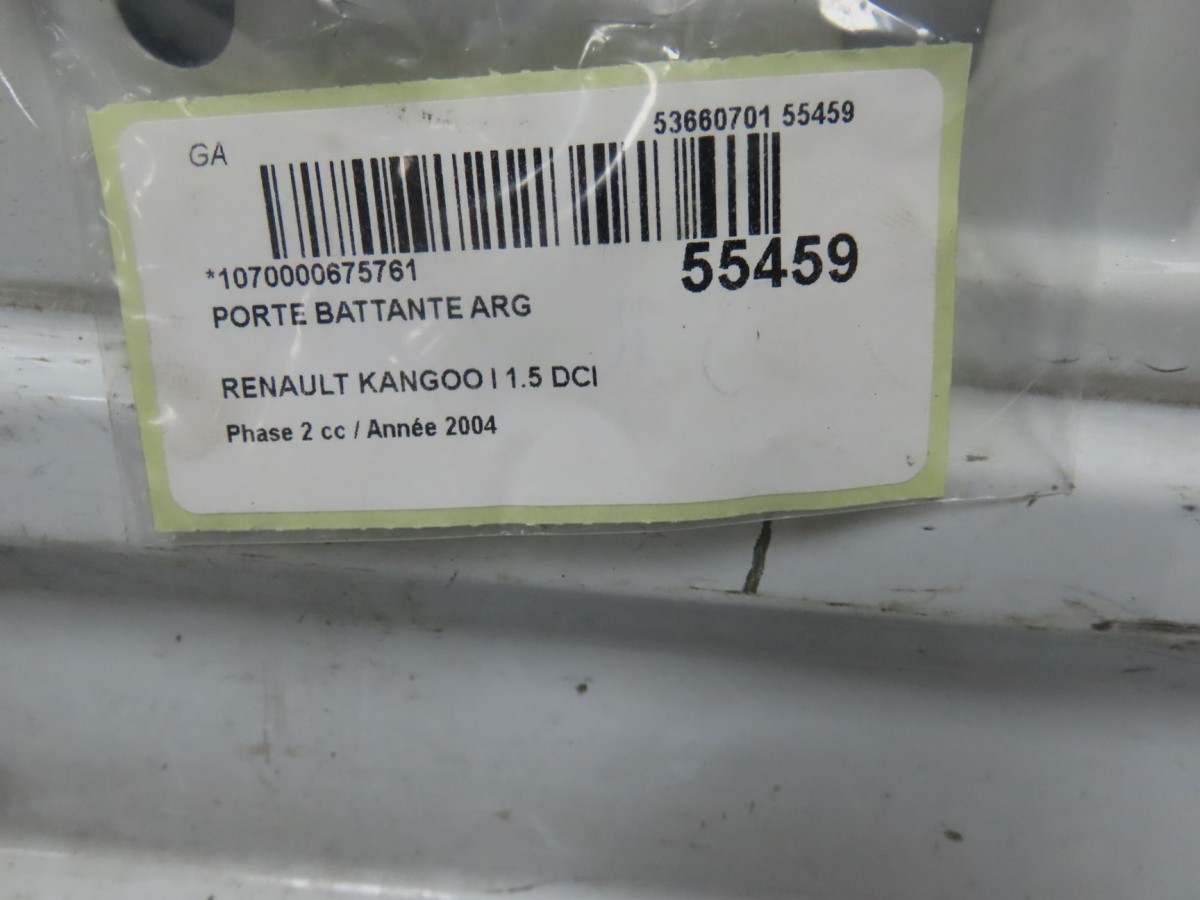 GA
53660701 55459
*1070000675761
55459
PORTE BATTANTE ARG
RENAULT KANGOO I 1.5 DCI
Phase 2 cc / Année 2004